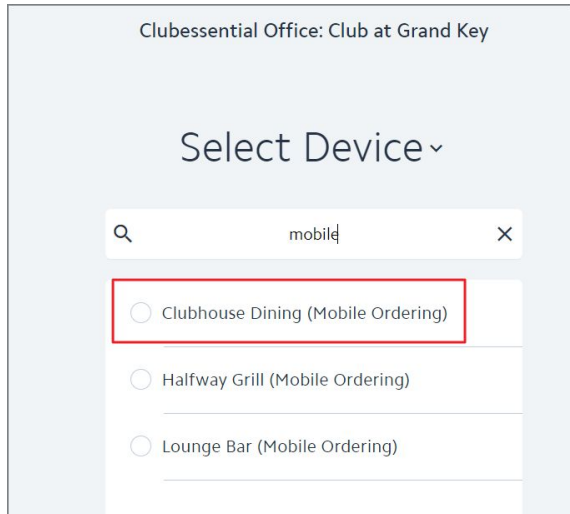 Clubessential Office: Club at Grand Key
Select Device
mobile
Clubhouse Dining (Mobile Ordering)
Halfway Grill (Mobile Ordering)
Lounge Bar (Mobile Ordering)